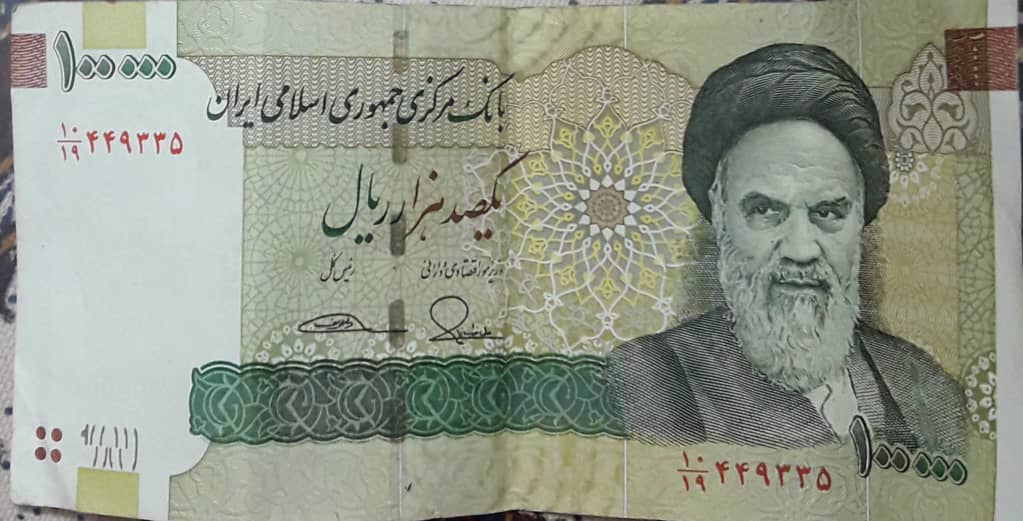 ۱۰۰۰۰۰
بانک مرکزی جمهوری اسلامی ایران
۱۰/۱۹ ۴۴۹۳۳۵
یکصد هزار ریال
وزیر امور اقتصادی و دارائی
رئیس کل
۱۰۰۰۰۰
۱۰/۱۹ ۴۴۹۳۳۵